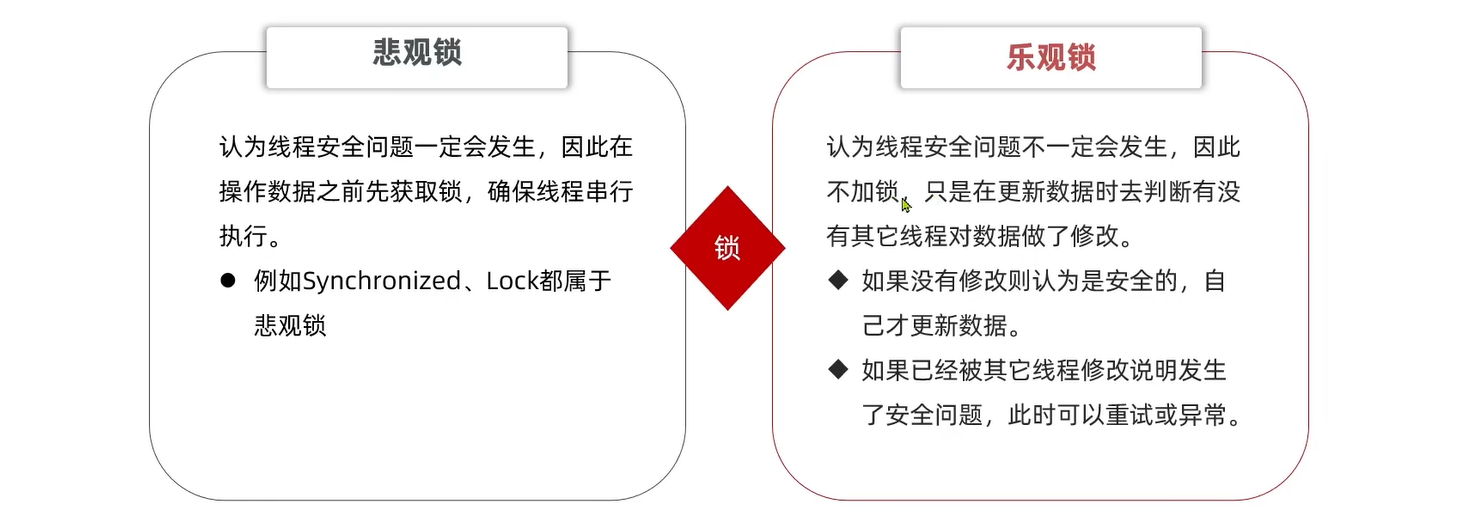 悲观锁
认为线程安全问题一定会发生，因此在
操作数据之前先获取锁，确保线程串行
执行。
例如Synchronized、Lock都属于
悲观锁
锁
乐观锁
认为线程安全问题不一定会发生，因此
不加锁，只是在更新数据时去判断有没
有其它线程对数据做了修改。
如果没有修改则认为是安全的，自
己才更新数据。
如果已经被其它线程修改说明发生
了安全问题，此时可以重试或异常。